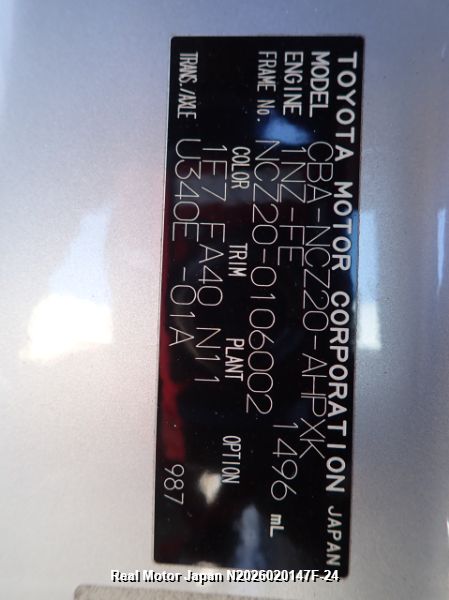 TOYOTA MOTOR CORPORATION JAPAN
MODEL CBA-NCZ20-AHPXK
ENGINE 1NZ-FE 1496 mL
FRAME No. NCZ20-0106002
COLOR TRIM PLANT OPTION
1F7 FA40 N11
TRANS./AXLE U340E -01A 987
Real Motor Japan N2026020147F-24